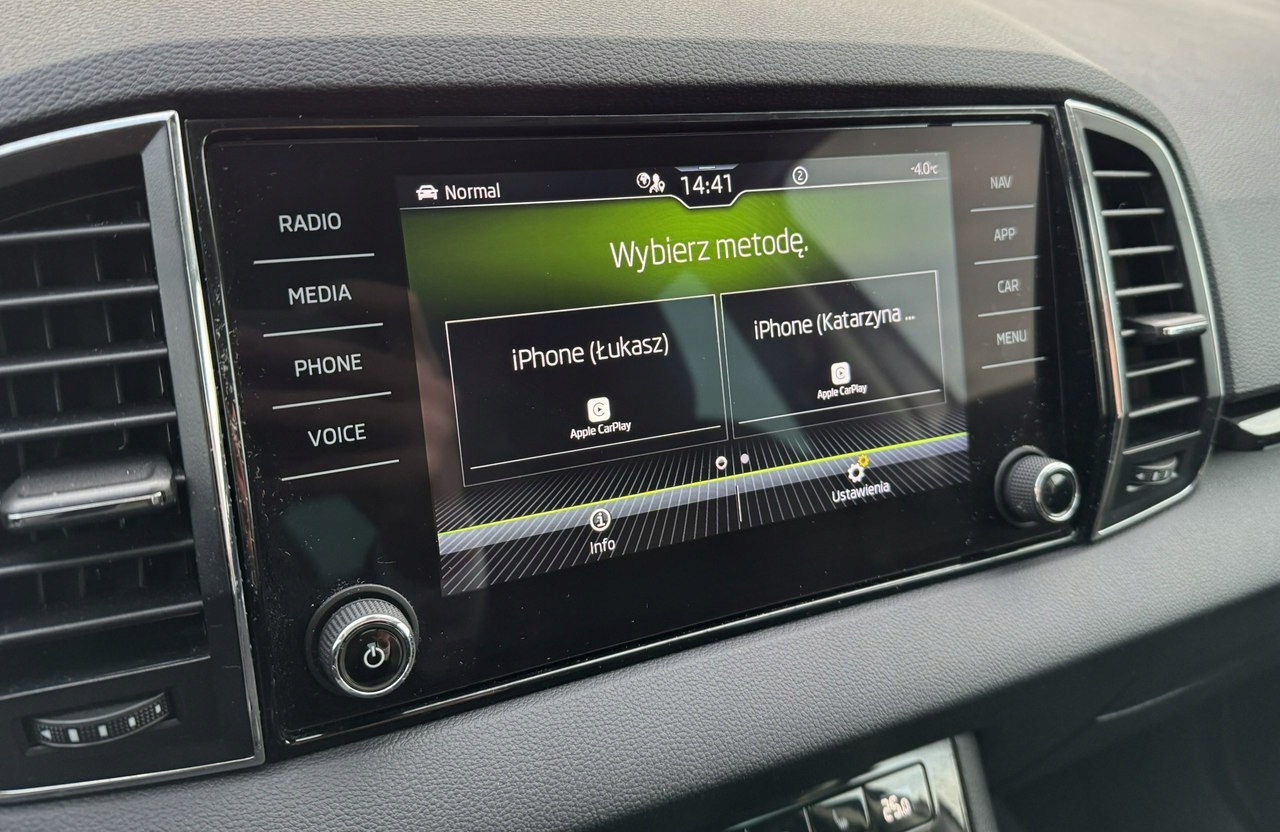 Normal
14:41
2
-4.0°C
RADIO
MEDIA
PHONE
VOICE
Wybierz metodę.
iPhone (Łukasz)
Apple CarPlay
iPhone (Katarzyna ...
Apple CarPlay
Info
Ustawienia
NAV
APP
CAR
MENU
25.0